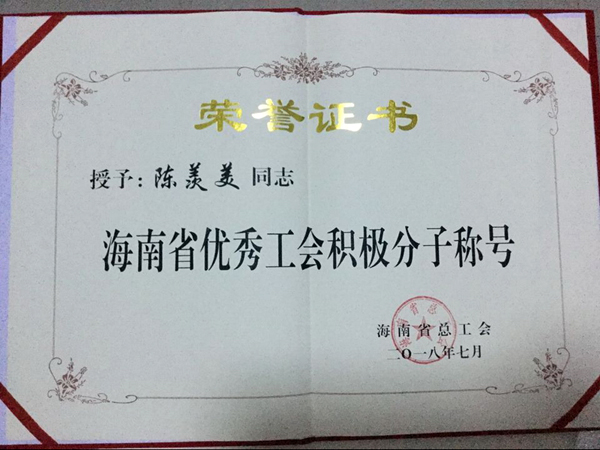 荣誉证书
授予：陈羡美 同志
海南省优秀工会积极分子称号
海南省总工会
二〇一八年七月